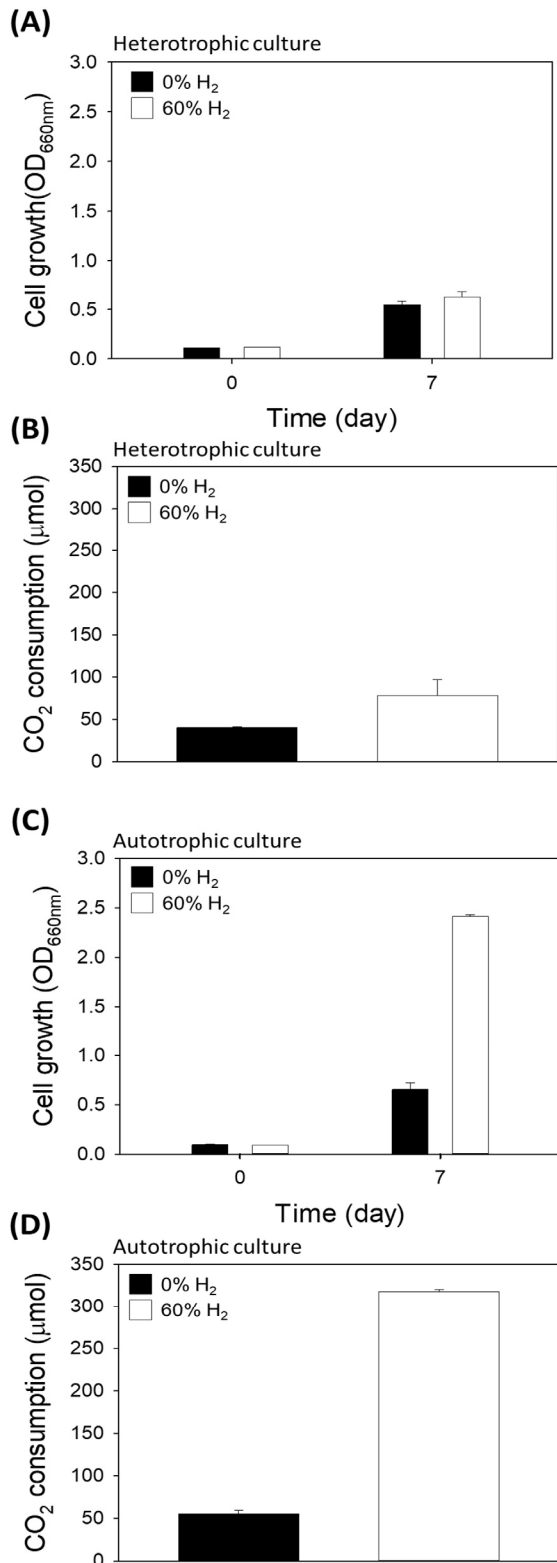 (A)
Heterotrophic culture
3.0
2.5
2.0
1.5
1.0
0.5
0.0
Cell growth(OD660nm)
0% H2
60% H2
0 7
Time (day)
(B)
Heterotrophic culture
350
300
250
200
150
100
50
0
CO2 consumption (μmol)
0% H2
60% H2
(C)
Autotrophic culture
3.0
2.5
2.0
1.5
1.0
0.5
0.0
Cell growth (OD660nm)
0% H2
60% H2
0 7
Time (day)
(D)
Autotrophic culture
350
300
250
200
150
100
50
0
CO2 consumption (μmol)
0% H2
60% H2